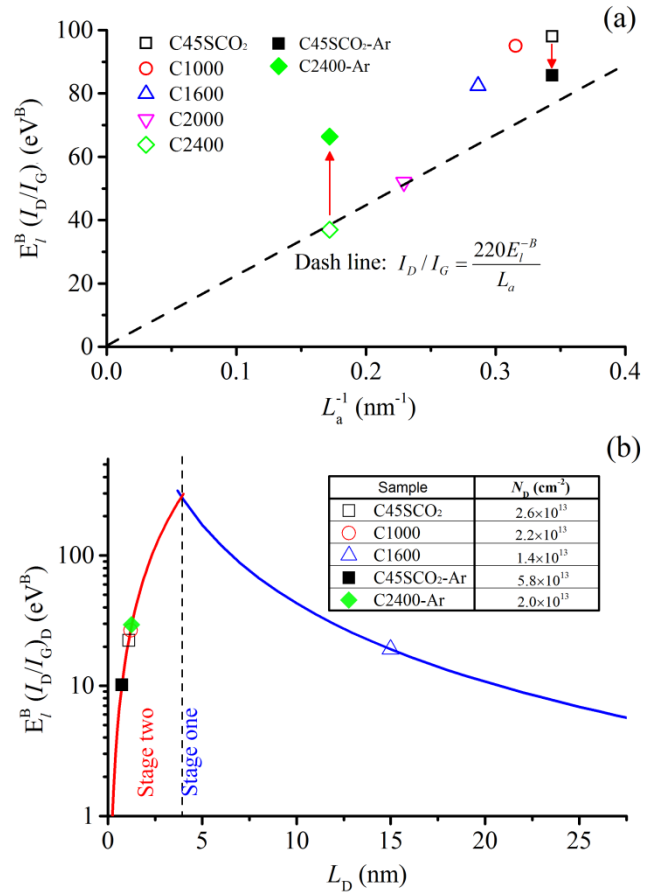 (a)
C45SCO₂ C45SCO₂-Ar
C1000 C2400-Ar
C1600
C2000
C2400
100
80
60
40
20
0
E_l^B (I_D/I_G) (eV^B)
Dash line: I_D / I_G = 220E_l^{-B} / L_a
0.0 0.1 0.2 0.3 0.4
L_a^{-1} (nm^{-1})
(b)
Sample N_D (cm^{-2})
C45SCO₂ 2.6×10^{13}
C1000 2.2×10^{13}
C1600 1.4×10^{13}
C45SCO₂-Ar 5.8×10^{13}
C2400-Ar 2.0×10^{13}
100
10
1
E_l^B (I_D/I_G)_D (eV^B)
Stage two
Stage one
0 5 10 15 20 25
L_D (nm)